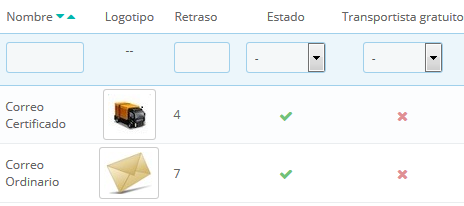 Nombre Logotipo Retraso Estado Transportista gratuito
-- - -
Correo Certificado 4
Correo Ordinario 7